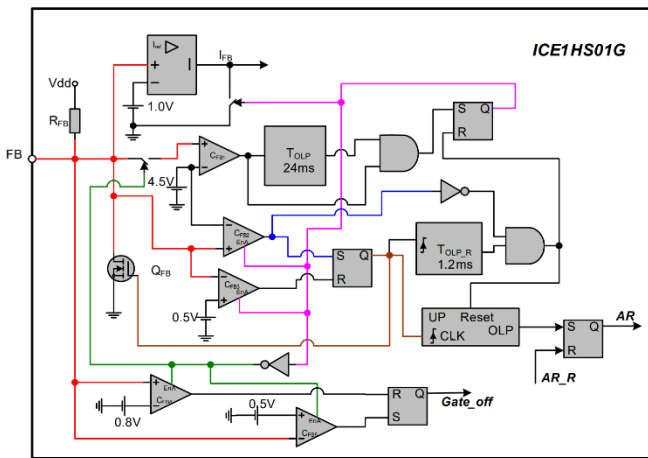 ICE1HS01G
Iref
+
I
IFB
Vdd
1.0V
RFB
FB
S Q
R
+
CFB1
TOLP
24ms
4.5V
CFB2
EnA
+
S Q
R
TOLP_R
1.2ms
QFB
CFB3
EnA
+
0.5V
UP Reset
OLP
CLK
S Q
R
AR
AR_R
+
EnA
0.8V
0.5V
EnA
CFB5
+
R Q
S
Gate_off